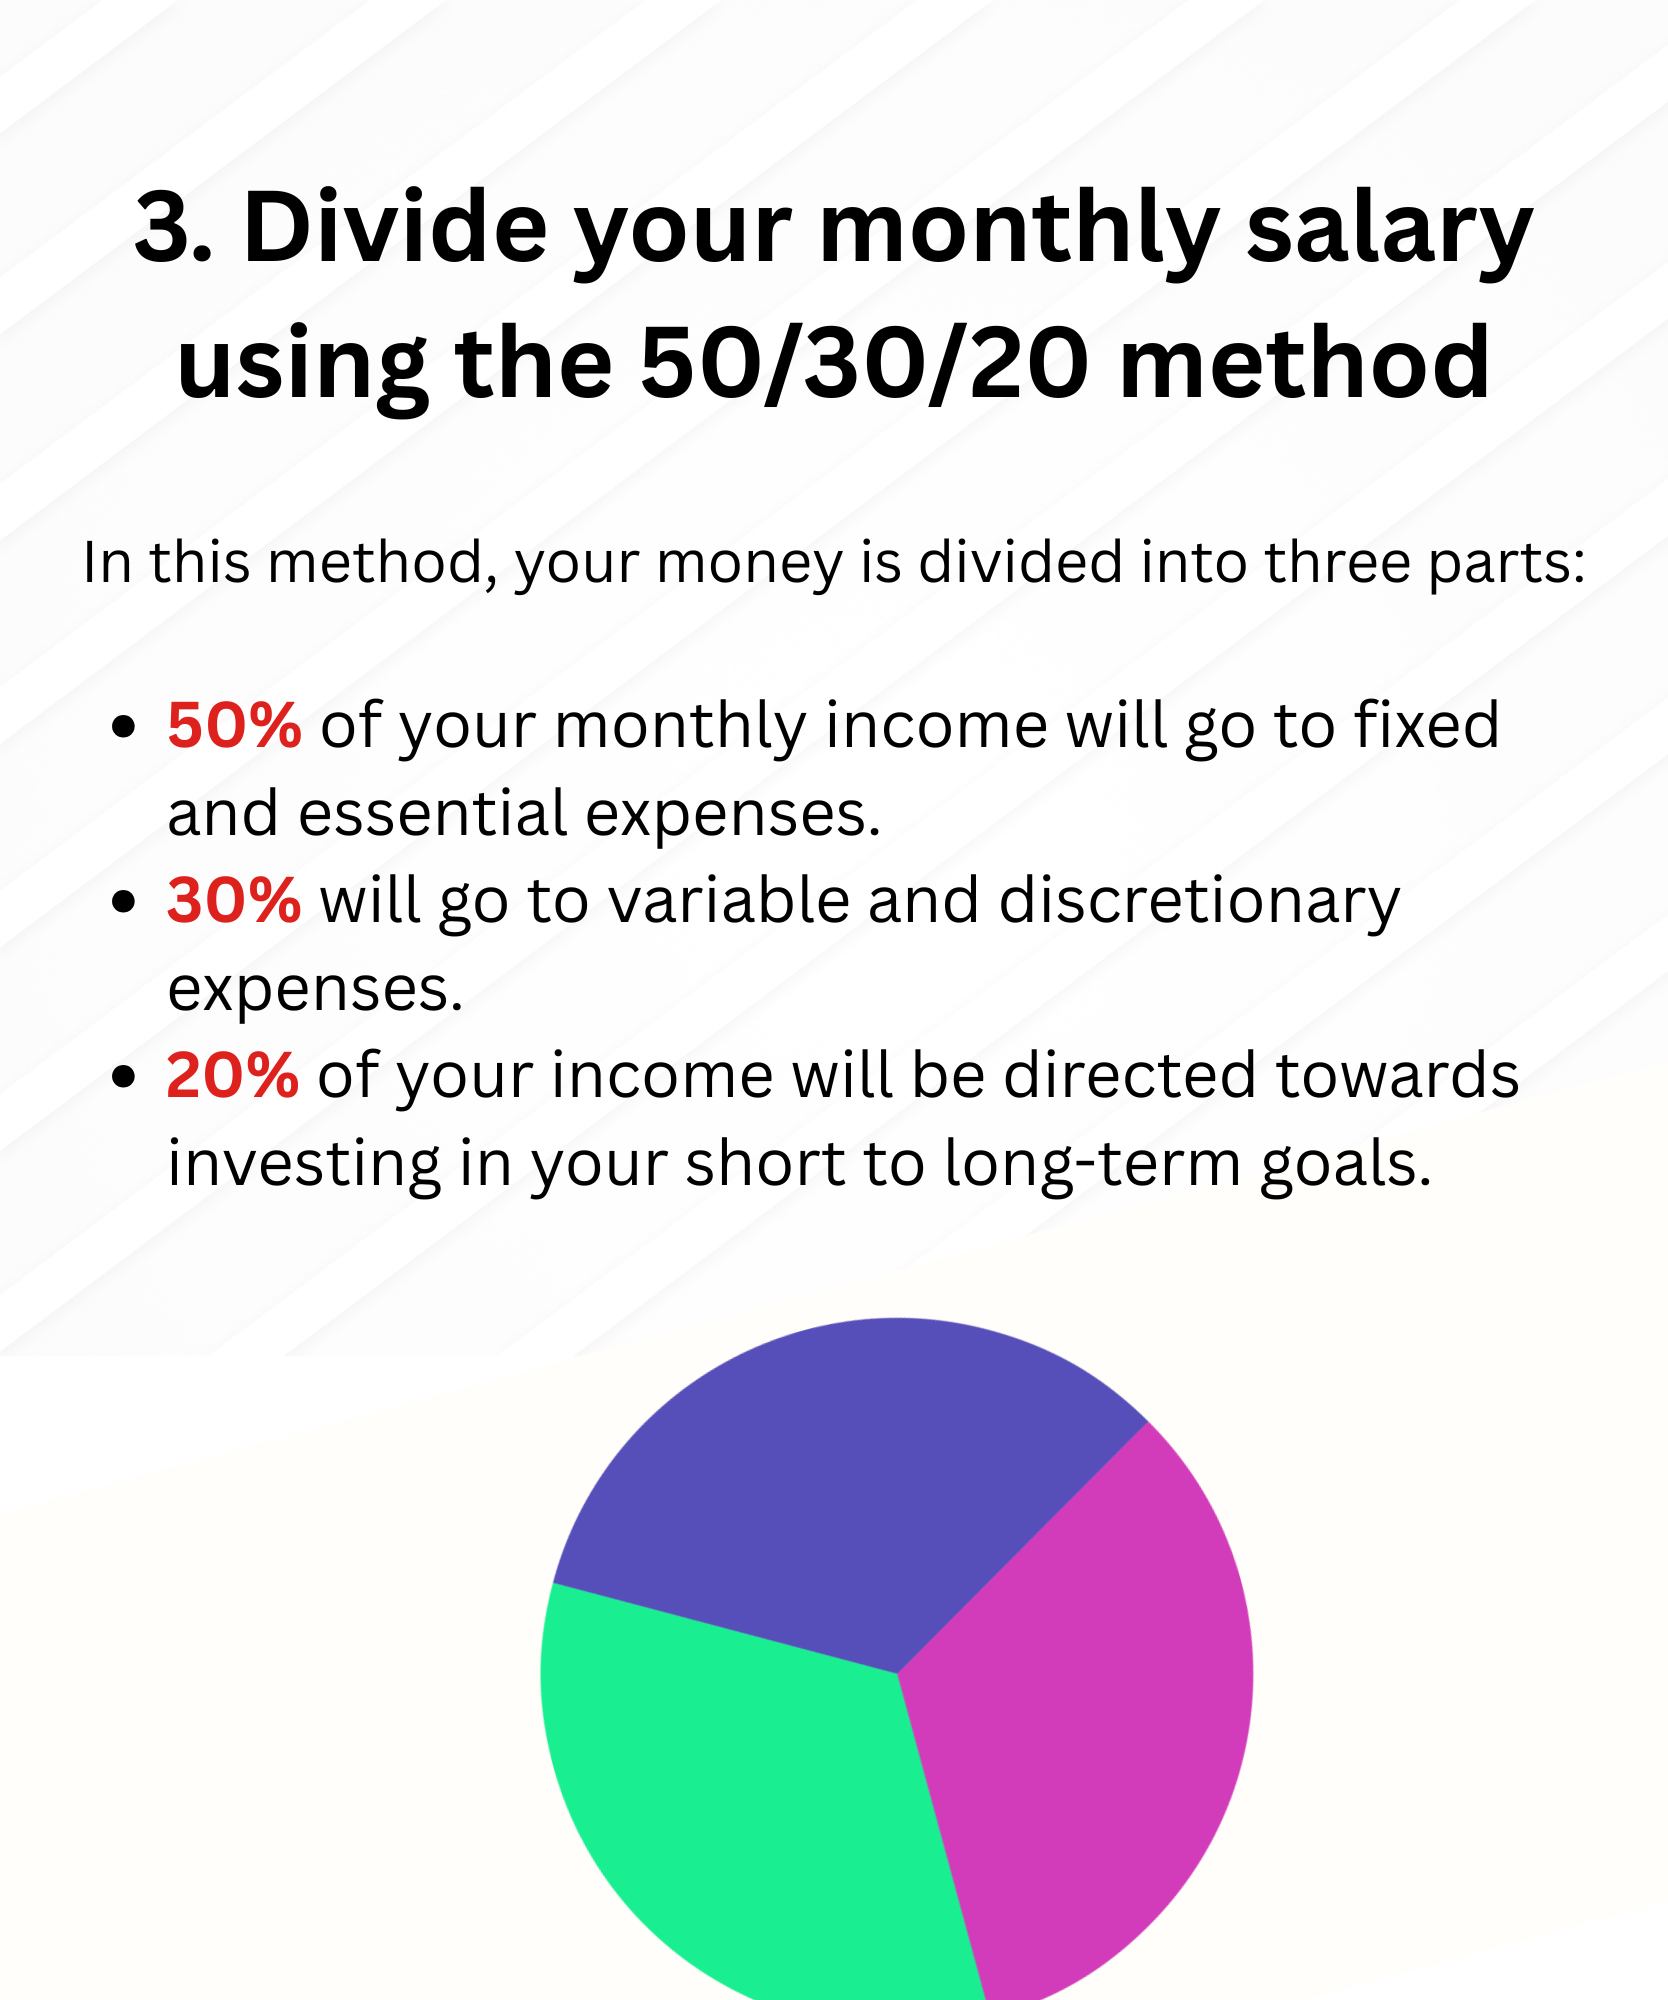 3. Divide your monthly salary
using the 50/30/20 method
In this method, your money is divided into three parts:
• 50% of your monthly income will go to fixed
and essential expenses.
• 30% will go to variable and discretionary
expenses.
• 20% of your income will be directed towards
investing in your short to long-term goals.